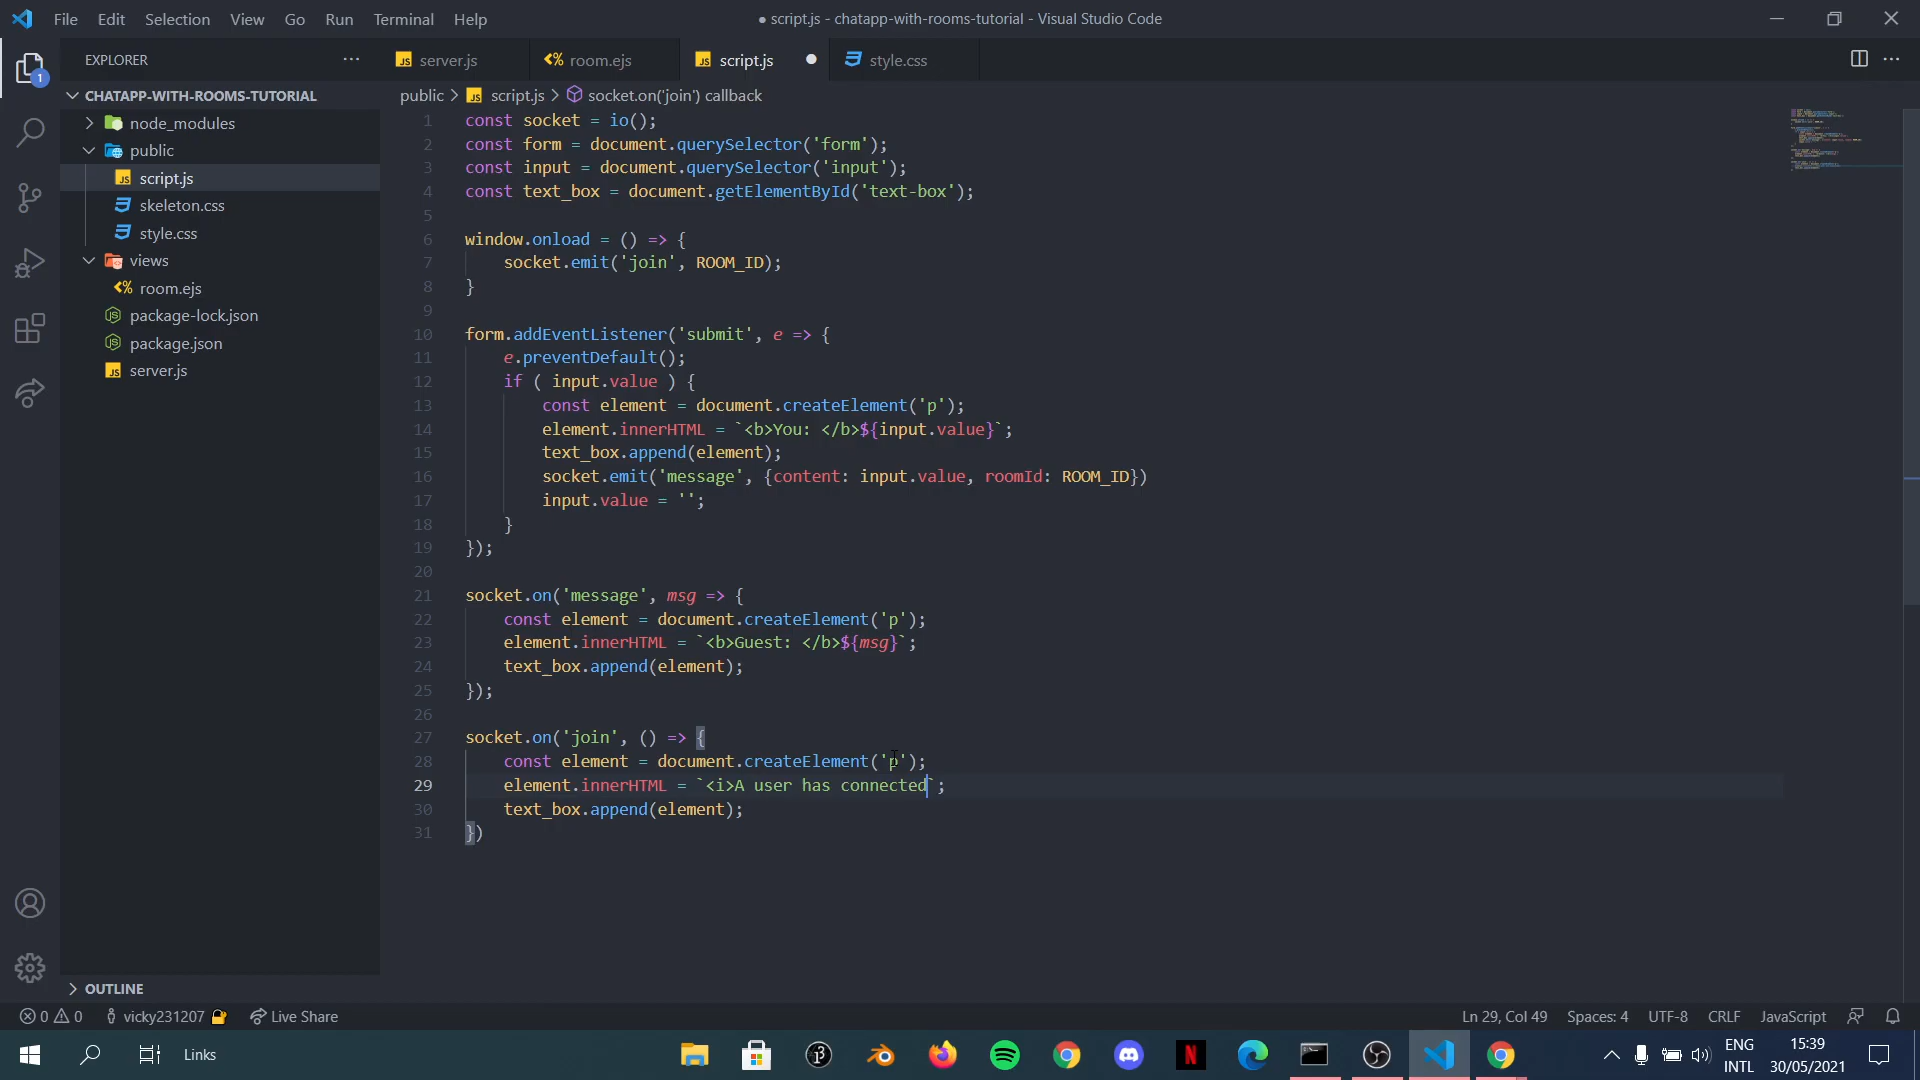 File Edit Selection View Go Run Terminal Help
● script.js - chatapp-with-rooms-tutorial - Visual Studio Code
EXPLORER
server.js
room.ejs
script.js
style.css
CHATAPP-WITH-ROOMS-TUTORIAL
node_modules
public
script.js
skeleton.css
style.css
views
room.ejs
package-lock.json
package.json
server.js
OUTLINE
public > script.js > socket.on('join') callback
1 const socket = io();
2 const form = document.querySelector('form');
3 const input = document.querySelector('input');
4 const text_box = document.getElementById('text-box');
5
6 window.onload = () => {
7 socket.emit('join', ROOM_ID);
8 }
9
10 form.addEventListener('submit', e => {
11 e.preventDefault();
12 if ( input.value ) {
13 const element = document.createElement('p');
14 element.innerHTML = `<b>You: </b>${input.value}`;
15 text_box.append(element);
16 socket.emit('message', {content: input.value, roomId: ROOM_ID})
17 input.value = '';
18 }
19 });
20
21 socket.on('message', msg => {
22 const element = document.createElement('p');
23 element.innerHTML = `<b>Guest: </b>${msg}`;
24 text_box.append(element);
25 });
26
27 socket.on('join', () => {
28 const element = document.createElement('p');
29 element.innerHTML = `<i>A user has connected`;
30 text_box.append(element);
31 })
0 0 vicky231207 Live Share
Ln 29, Col 49 Spaces: 4 UTF-8 CRLF JavaScript
Links
ENG
INTL
15:39
30/05/2021